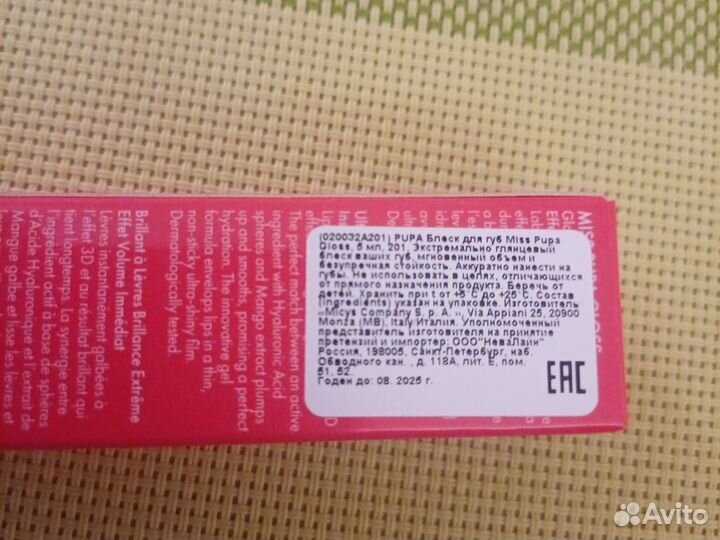 (020032A201) PUPA Блеск для губ Miss Pupa
Gloss, 5 мл, 201, Экстремально глянцевый
блеск ваших губ, мгновенный объем и
безупречная стойкость. Аккуратно нанести на
губы. Не использовать в целях, отличающихся
от прямого назначения продукта. Беречь от
детей. Хранить при t от +5 C до +25 C. Состав
(ingredients) указан на упаковке. Изготовитель
«Micys Company S. p. A. », Via Appiani 25, 20900
Monza (MB), Italy Италия. Уполномоченный
представитель изготовителя на принятие
претензий и импортер: ООО"НеваЛайн"
Россия, 198005, Санкт-Петербург, наб.
Обводного кан. , д. 118А, лит. Е, пом.
51, 52.
Годен до: 08. 2025 г.
EAC
The perfect match between an active
ingredient with Hyaluronic Acid
spheres and Mango extract plumps
up and smooths, promising a perfect
hydration. The innovative gel
formula envelops lips in a thin,
non-sticky ultra-shiny film.
Dermatologically tested.
Brillant à Lèvres Brillance Extrême
Effet Volume Immédiat
Lèvres instantanément galbées à
l'effet 3D et au résultat brillant qui
tient longtemps. La synergie entre
l'ingrédient actif à base de sphères
d'Acide Hyaluronique et l'extrait de
Mangue galbe et lisse les lèvres et
Avito